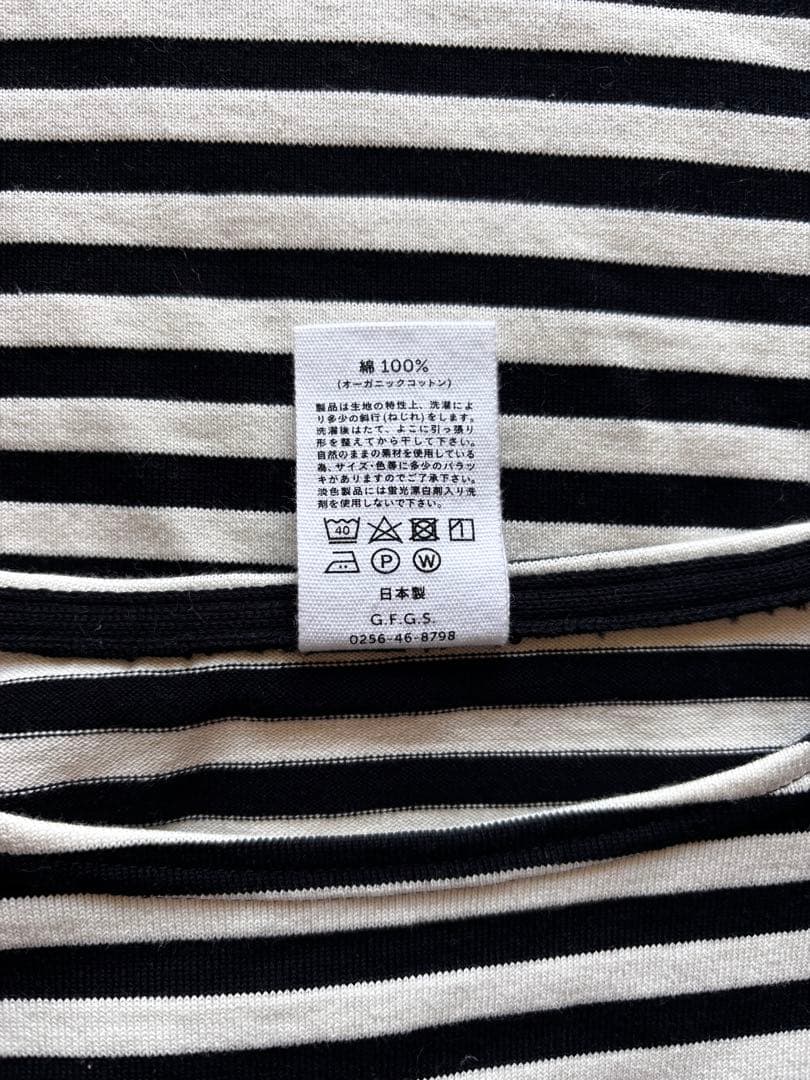 綿 100%
(オーガニックコットン)
製品は生地の特性上、洗濯によ
り多少の斜行(ねじれ)をします。
洗濯後はたて、よこに引っ張り
形を整えてから干して下さい。
自然のままの素材を使用している
為、サイズ・色等に多少のバラツ
キがありますのでご了承下さい。
淡色製品には蛍光漂白剤入り洗
剤を使用しないで下さい。
40
P W
日本製
G.F.G.S.
0256-46-8798